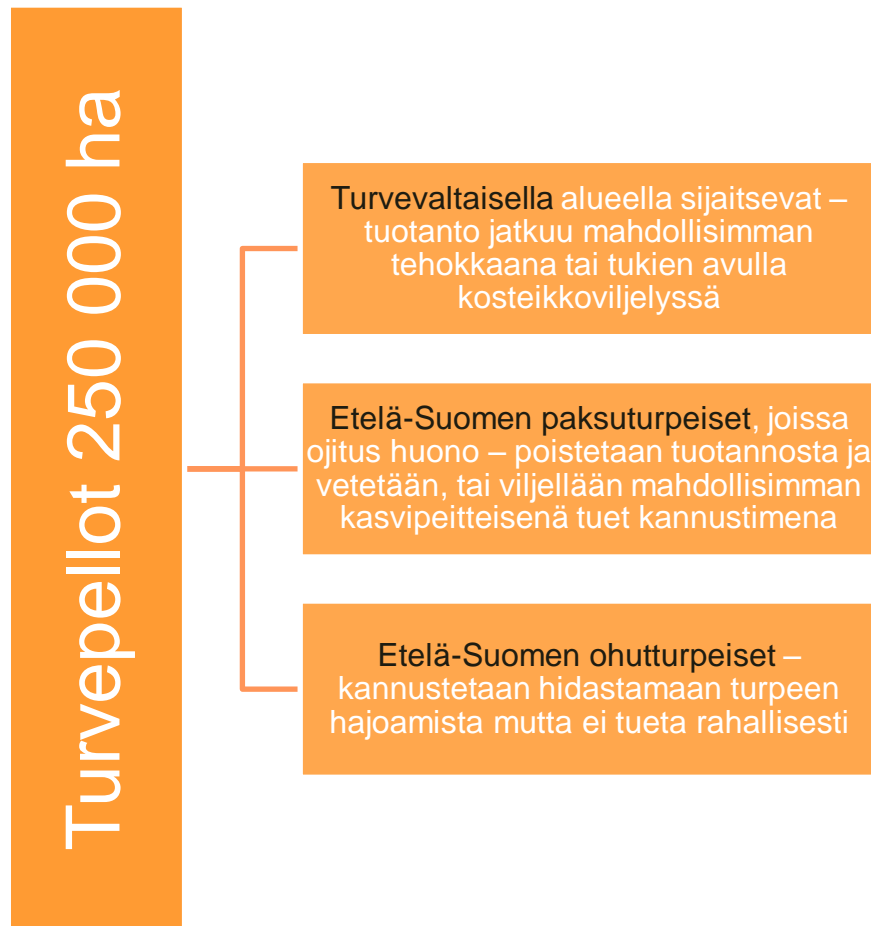 Turvepellot 250 000 ha
Turvevaltaisella alueella sijaitsevat –
tuotanto jatkuu mahdollisimman
tehokkaana tai tukien avulla
kosteikkoviljelyssä
Etelä-Suomen paksuturpeiset, joissa
ojitus huono – poistetaan tuotannosta ja
vetetään, tai viljellään mahdollisimman
kasvipeitteisenä tuet kannustimena
Etelä-Suomen ohutturpeiset –
kannustetaan hidastamaan turpeen
hajoamista mutta ei tueta rahallisesti